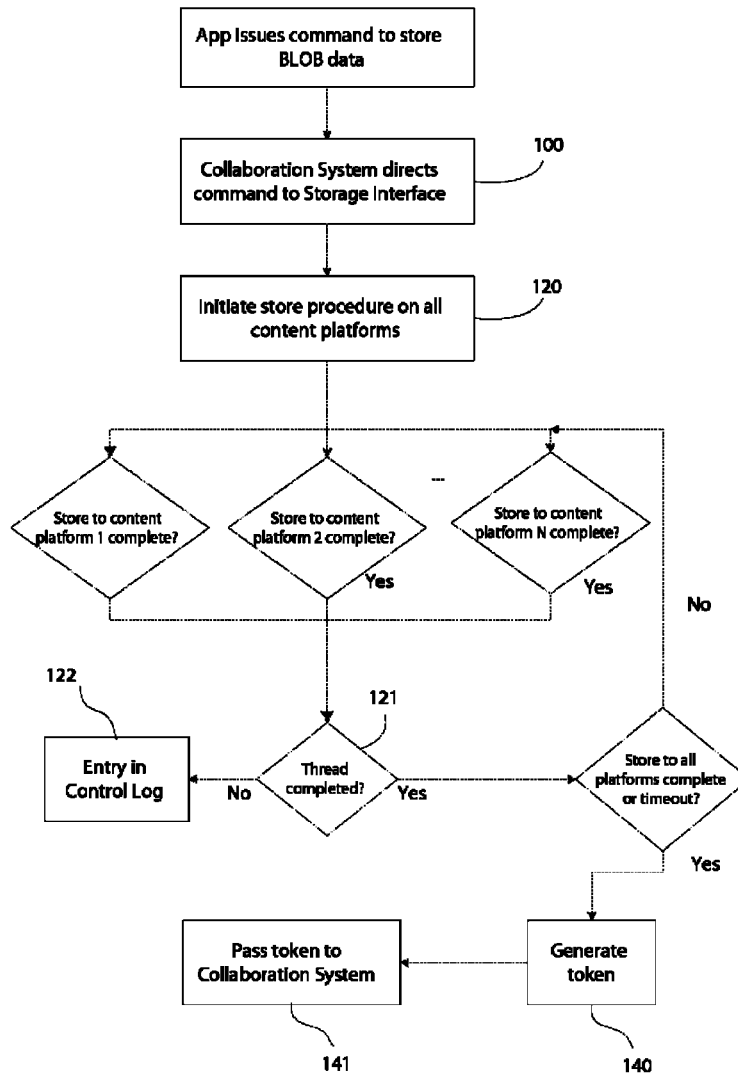 App Issues command to store
BLOB data
100
Collaboration System directs
command to Storage Interface
120
Initiate store procedure on all
content platforms
...
Store to content
platform 1 complete?
Store to content
platform 2 complete?
Store to content
platform N complete?
Yes
Yes
No
122
121
Entry in
Control Log
No
Thread
completed?
Yes
Store to all
platforms complete
or timeout?
Yes
Pass token to
Collaboration System
Generate
token
141
140